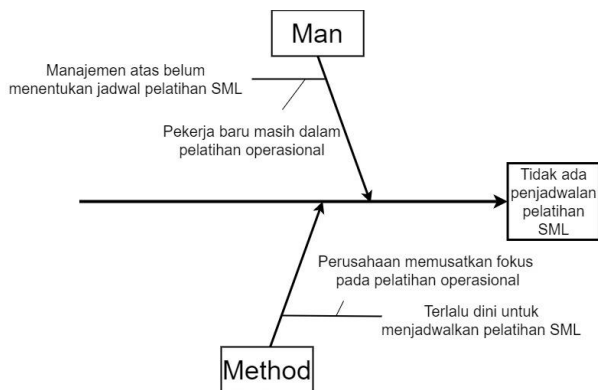 Man
Manajemen atas belum
menentukan jadwal pelatihan SML
Pekerja baru masih dalam
pelatihan operasional
Tidak ada
penjadwalan
pelatihan
SML
Perusahaan memusatkan fokus
pada pelatihan operasional
Terlalu dini untuk
menjadwalkan pelatihan SML
Method